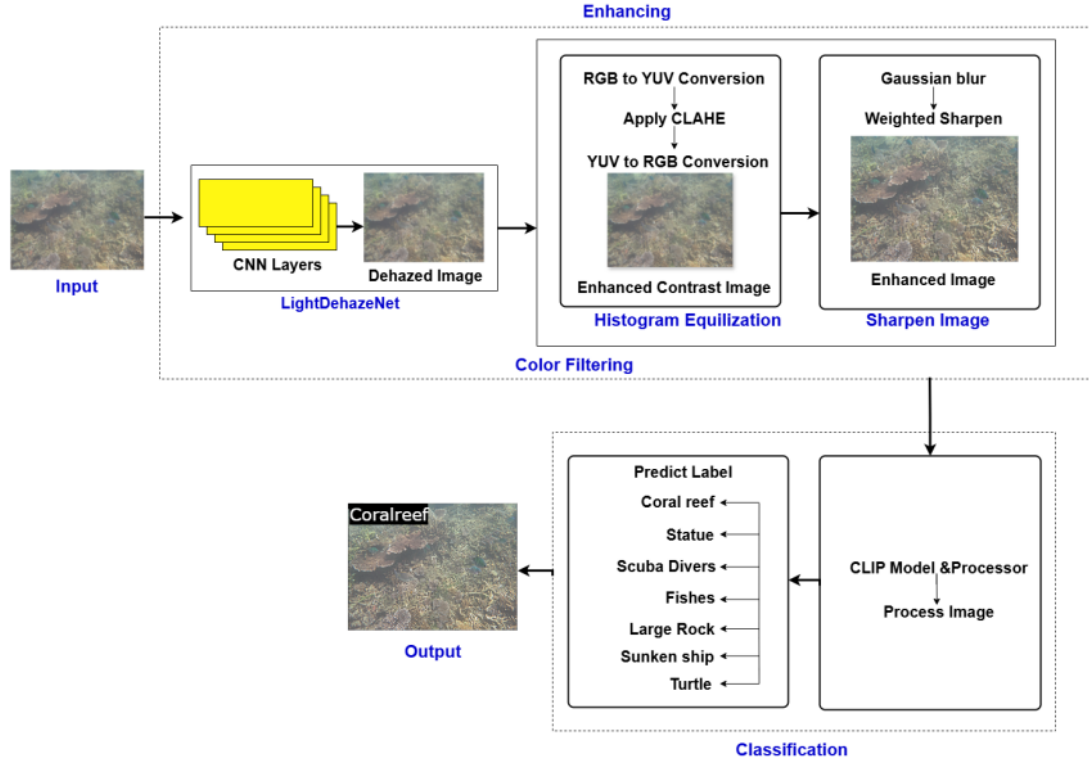 Enhancing
RGB to YUV Conversion
Apply CLAHE
YUV to RGB Conversion
Enhanced Contrast Image
Histogram Equilization
Gaussian blur
Weighted Sharpen
Enhanced Image
Sharpen Image
Input
CNN Layers
Dehazed Image
LightDehazeNet
Color Filtering
CLIP Model &Processor
Process Image
Predict Label
Coral reef
Statue
Scuba Divers
Fishes
Large Rock
Sunken ship
Turtle
Classification
Coralreef
Output